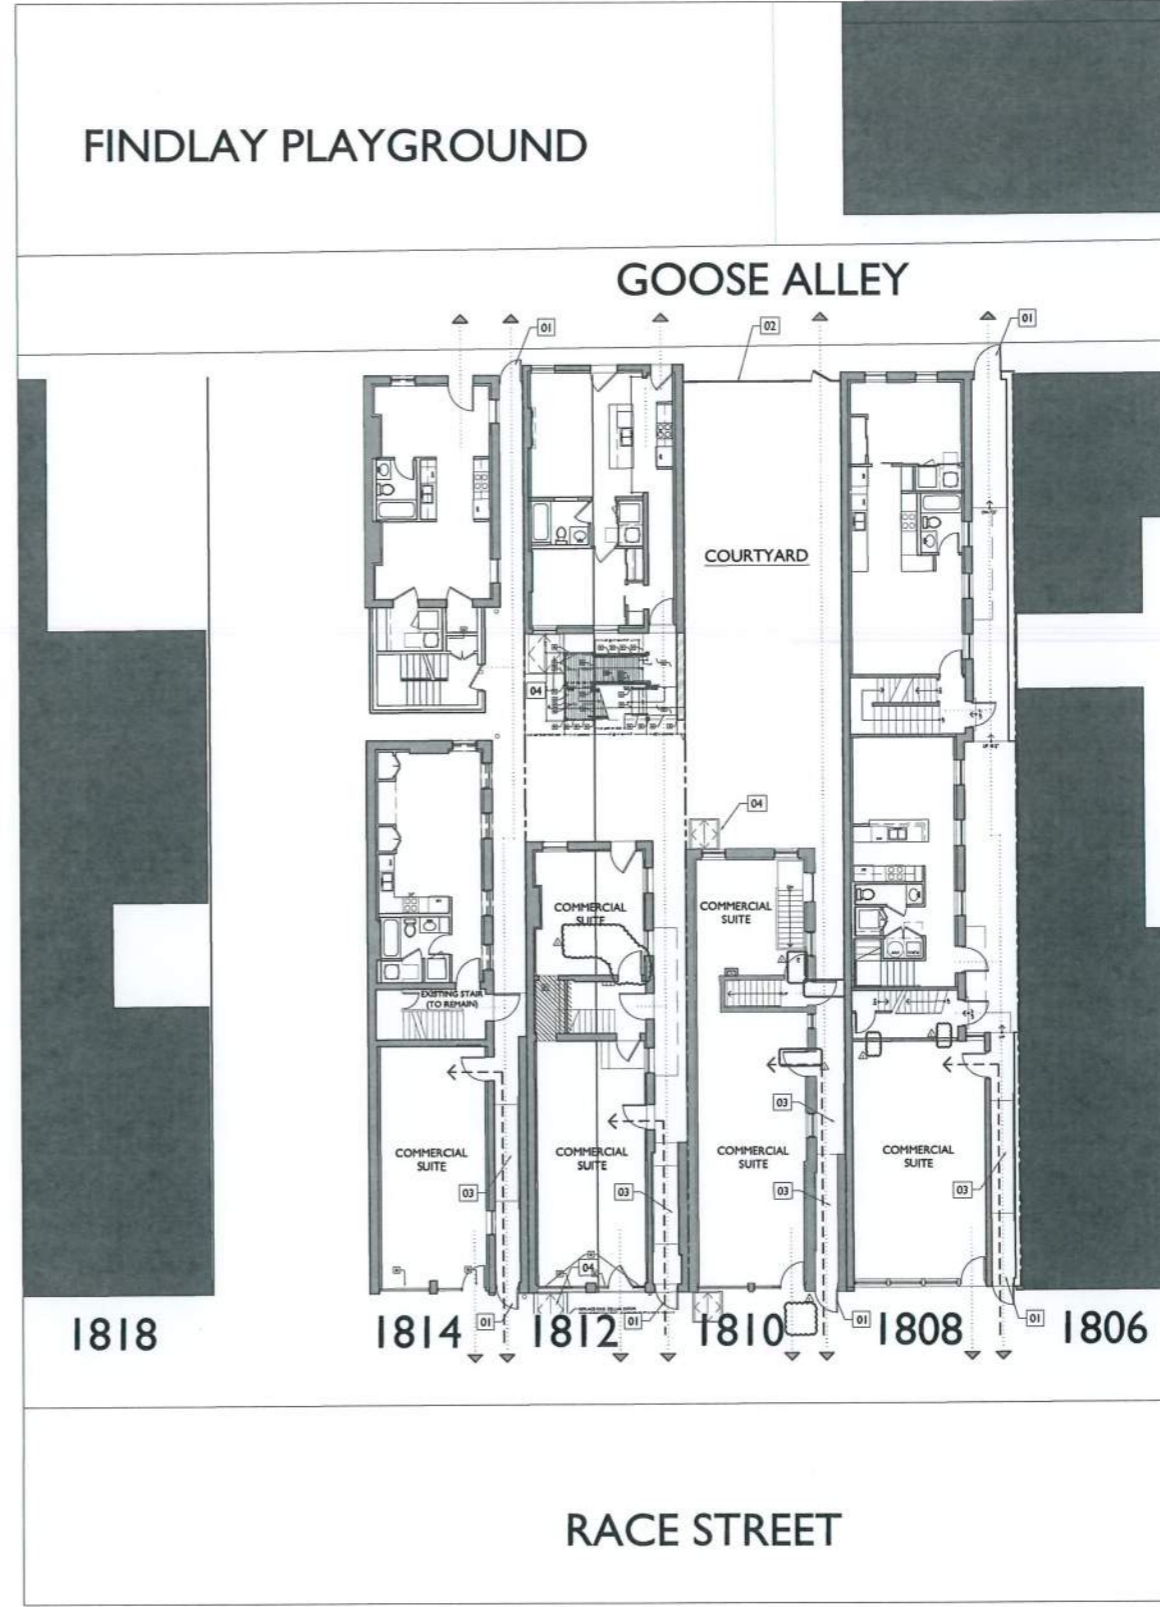 FINDLAY PLAYGROUND
GOOSE ALLEY
01
02
01
COURTYARD
04
04
COMMERCIAL
SUITE
COMMERCIAL
SUITE
EXISTING STAIR
(TO REMAIN)
03
COMMERCIAL
SUITE
COMMERCIAL
SUITE
COMMERCIAL
SUITE
COMMERCIAL
SUITE
03
03
03
03
04
01
01
01
01
1818
1814
1812
1810
1808
1806
RACE STREET